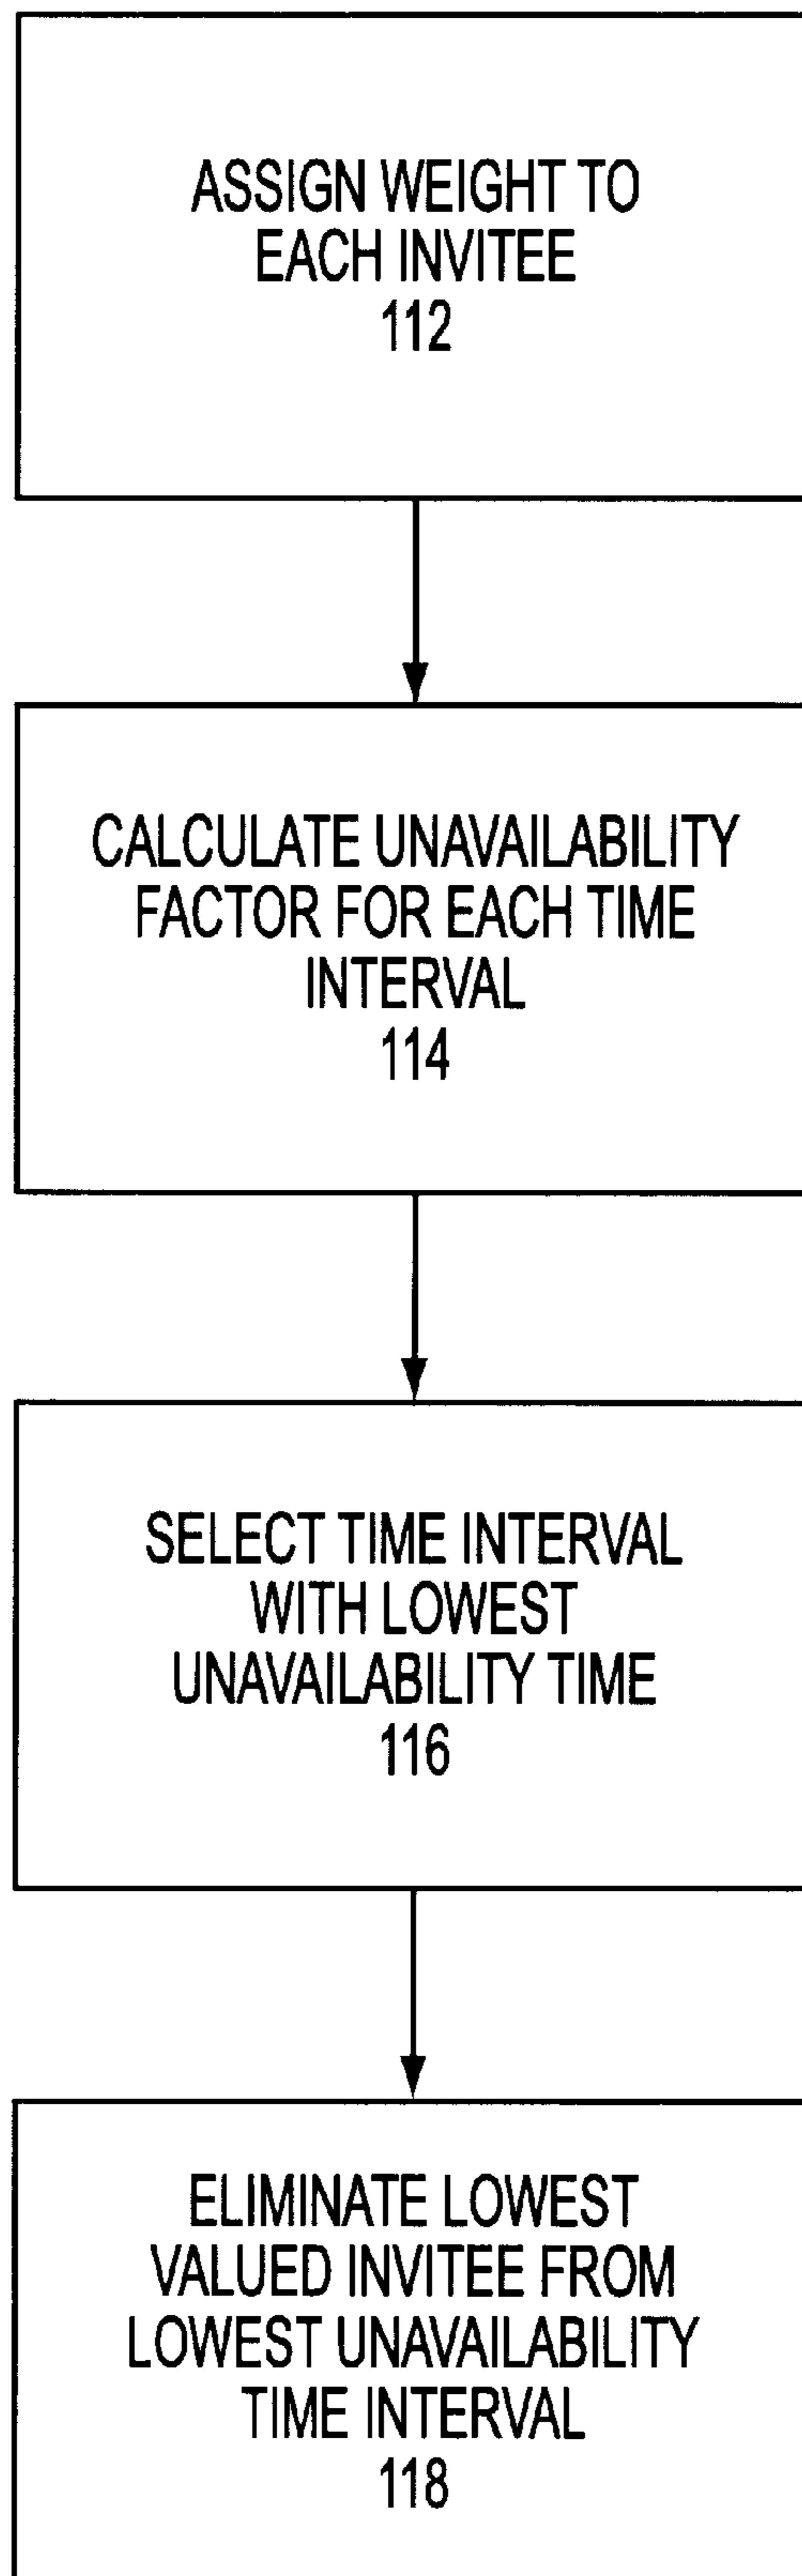 ASSIGN WEIGHT TO
EACH INVITEE
112
CALCULATE UNAVAILABILITY
FACTOR FOR EACH TIME
INTERVAL
114
SELECT TIME INTERVAL
WITH LOWEST
UNAVAILABILITY TIME
116
ELIMINATE LOWEST
VALUED INVITEE FROM
LOWEST UNAVAILABILITY
TIME INTERVAL
118